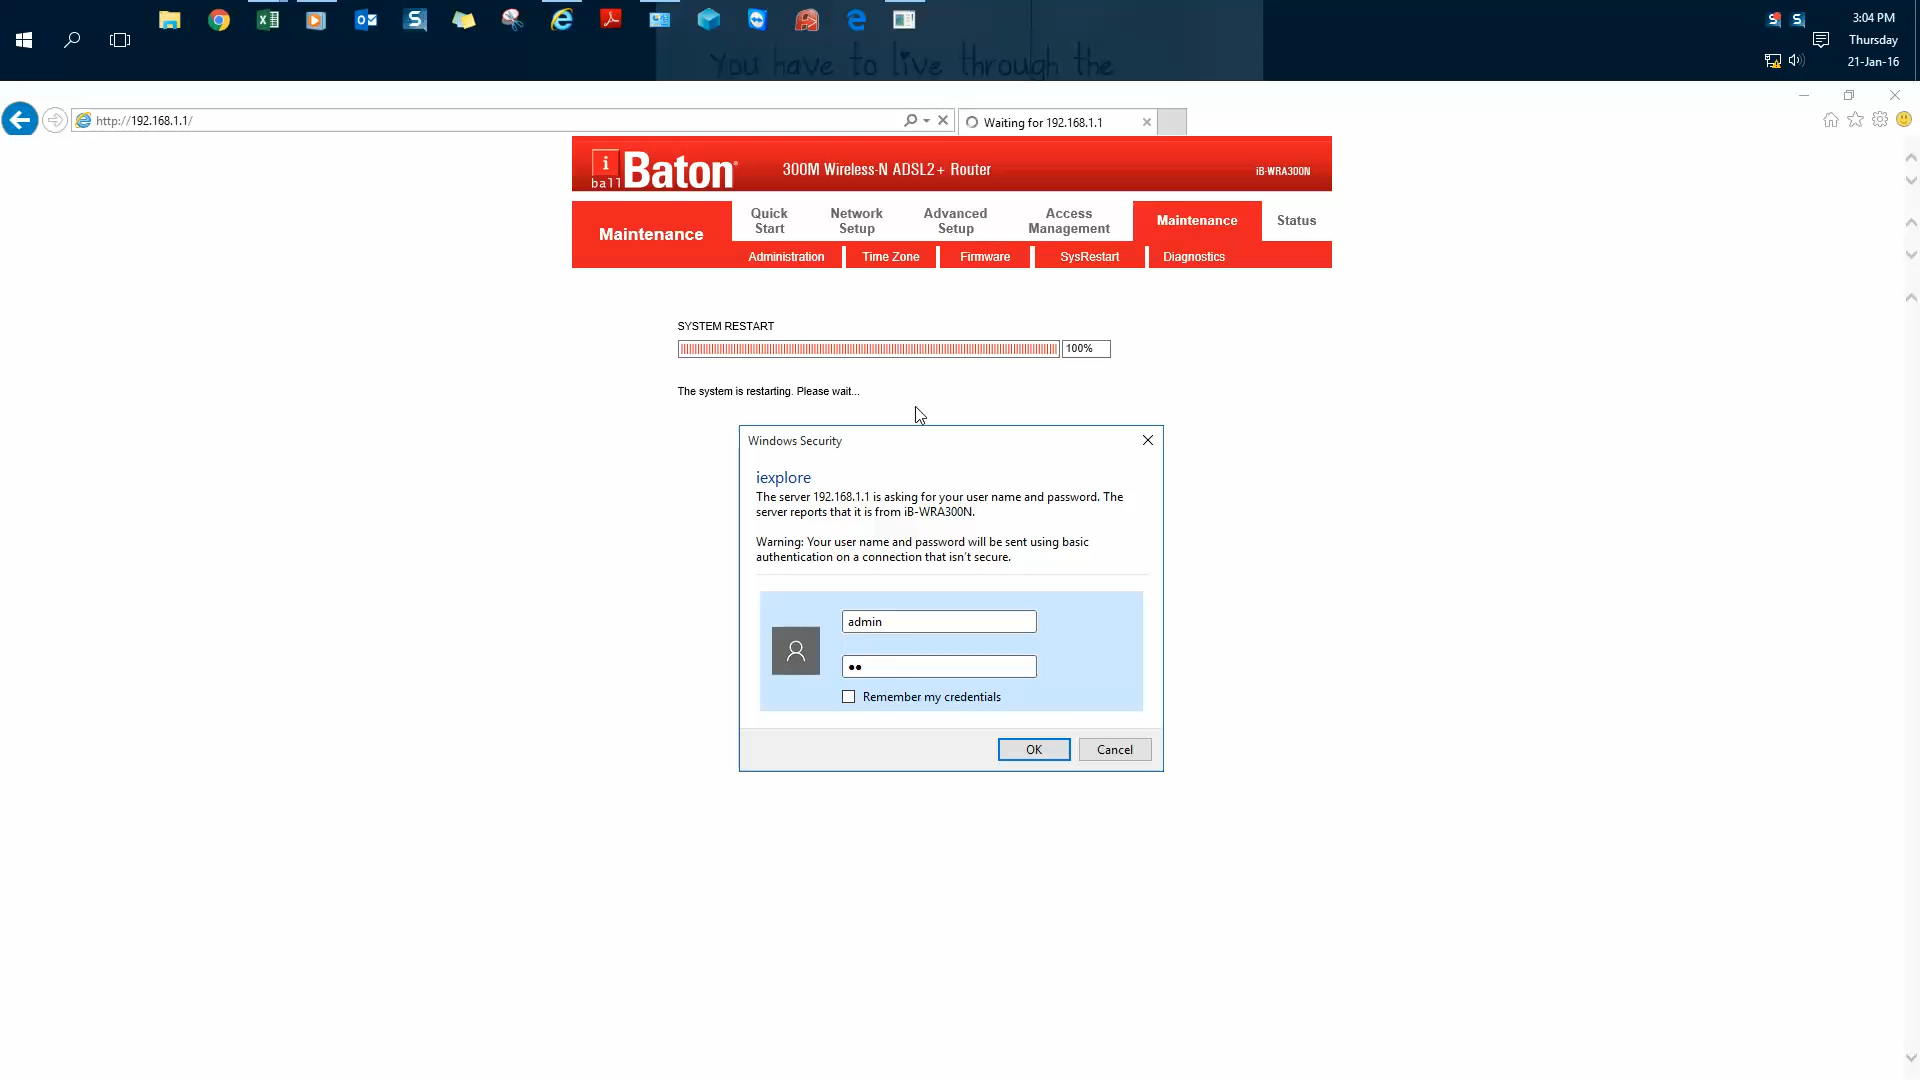 3:04 PM
Thursday
21-Jan-16
You have to live through the
http://192.168.1.1/
Waiting for 192.168.1.1
i
ball
Baton
300M Wireless-N ADSL2+ Router
iB-WRA300N
Maintenance
Quick Start
Network Setup
Advanced Setup
Access Management
Maintenance
Status
Administration
Time Zone
Firmware
SysRestart
Diagnostics
SYSTEM RESTART
100%
The system is restarting. Please wait...
Windows Security
iexplore
The server 192.168.1.1 is asking for your user name and password. The
server reports that it is from iB-WRA300N.
Warning: Your user name and password will be sent using basic
authentication on a connection that isn't secure.
admin
••
Remember my credentials
OK
Cancel